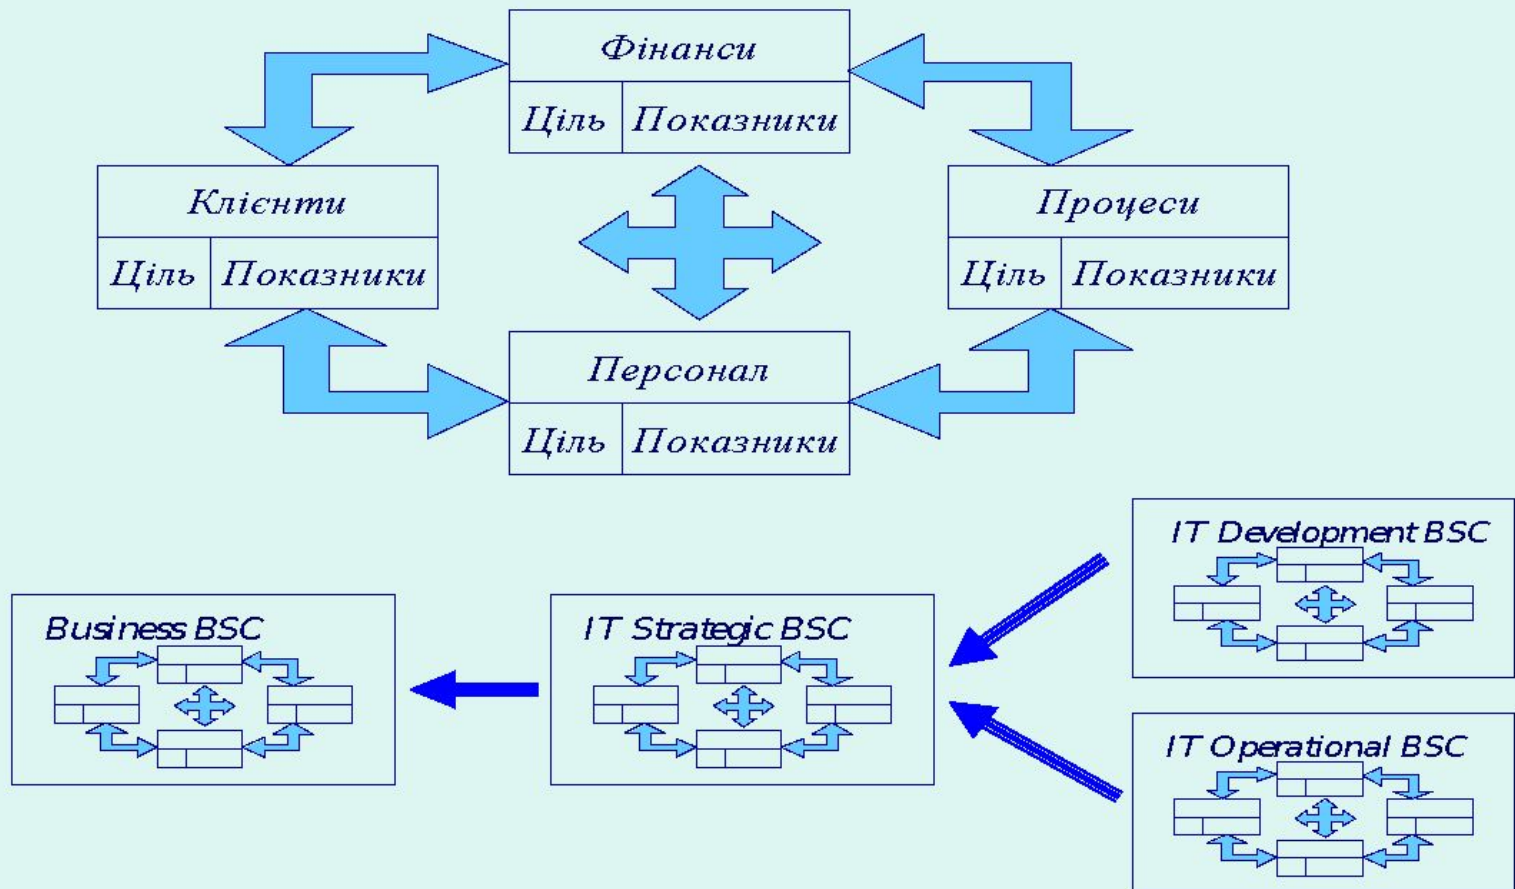 Фінанси
Ціль Показники
Клієнти
Ціль Показники
Процеси
Ціль Показники
Персонал
Ціль Показники
IT Development BSC
Business BSC
IT Strategic BSC
IT Operational BSC